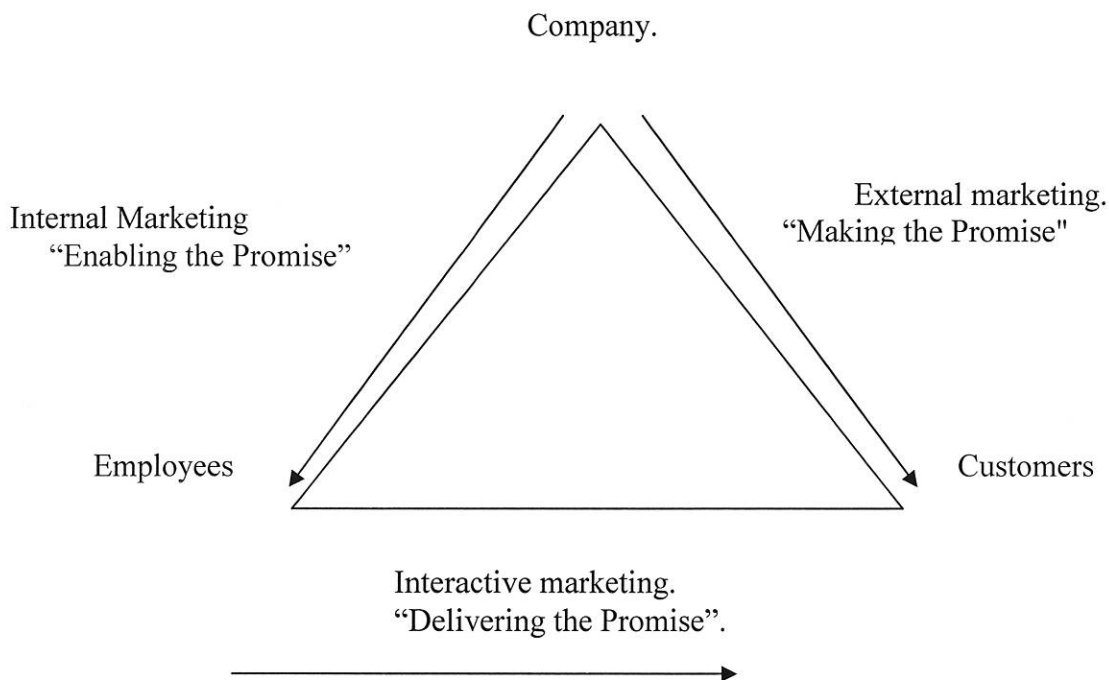 Company.
Internal Marketing
“Enabling the Promise”
External marketing.
“Making the Promise"
Employees
Customers
Interactive marketing.
“Delivering the Promise”.